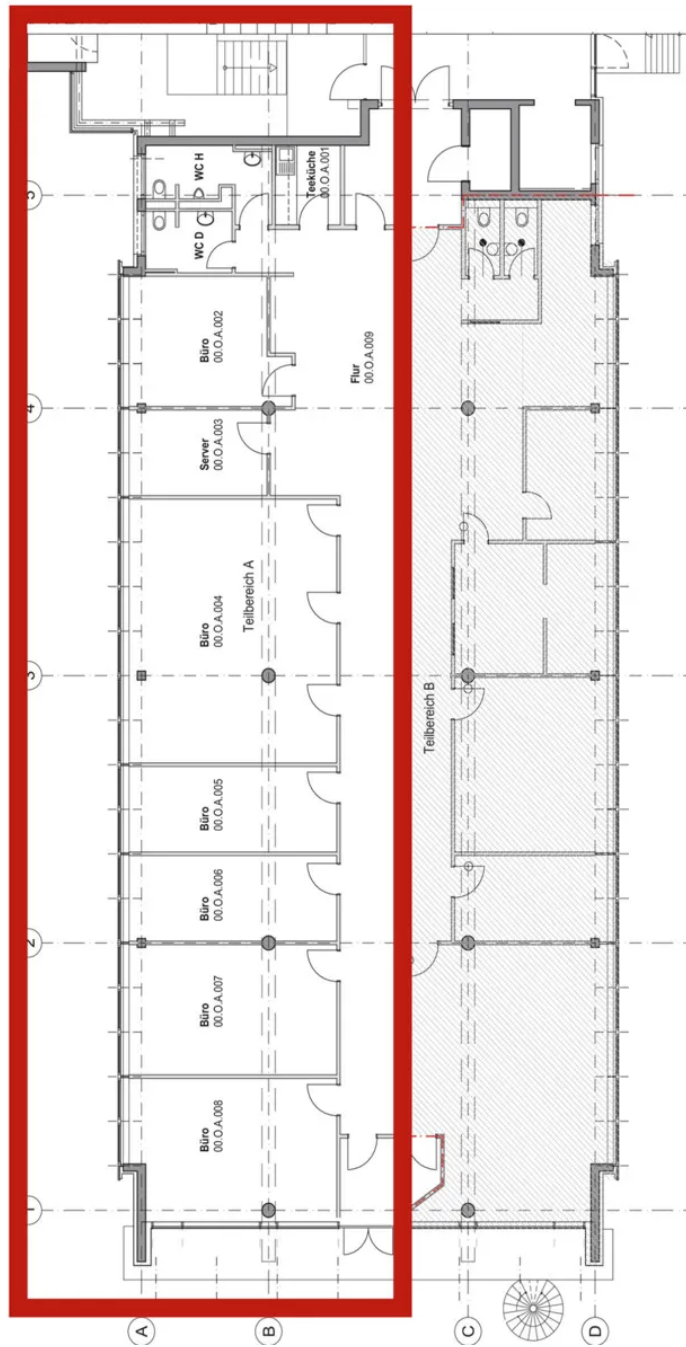 WC H
WC D
Teeküche
00.O.A.001
Büro
00.O.A.002
Flur
00.O.A.009
Server
00.O.A.003
Büro
00.O.A.004
Teilbereich A
Teilbereich B
Büro
00.O.A.005
Büro
00.O.A.006
Büro
00.O.A.007
Büro
00.O.A.008
5
4
3
2
1
A
B
C
D